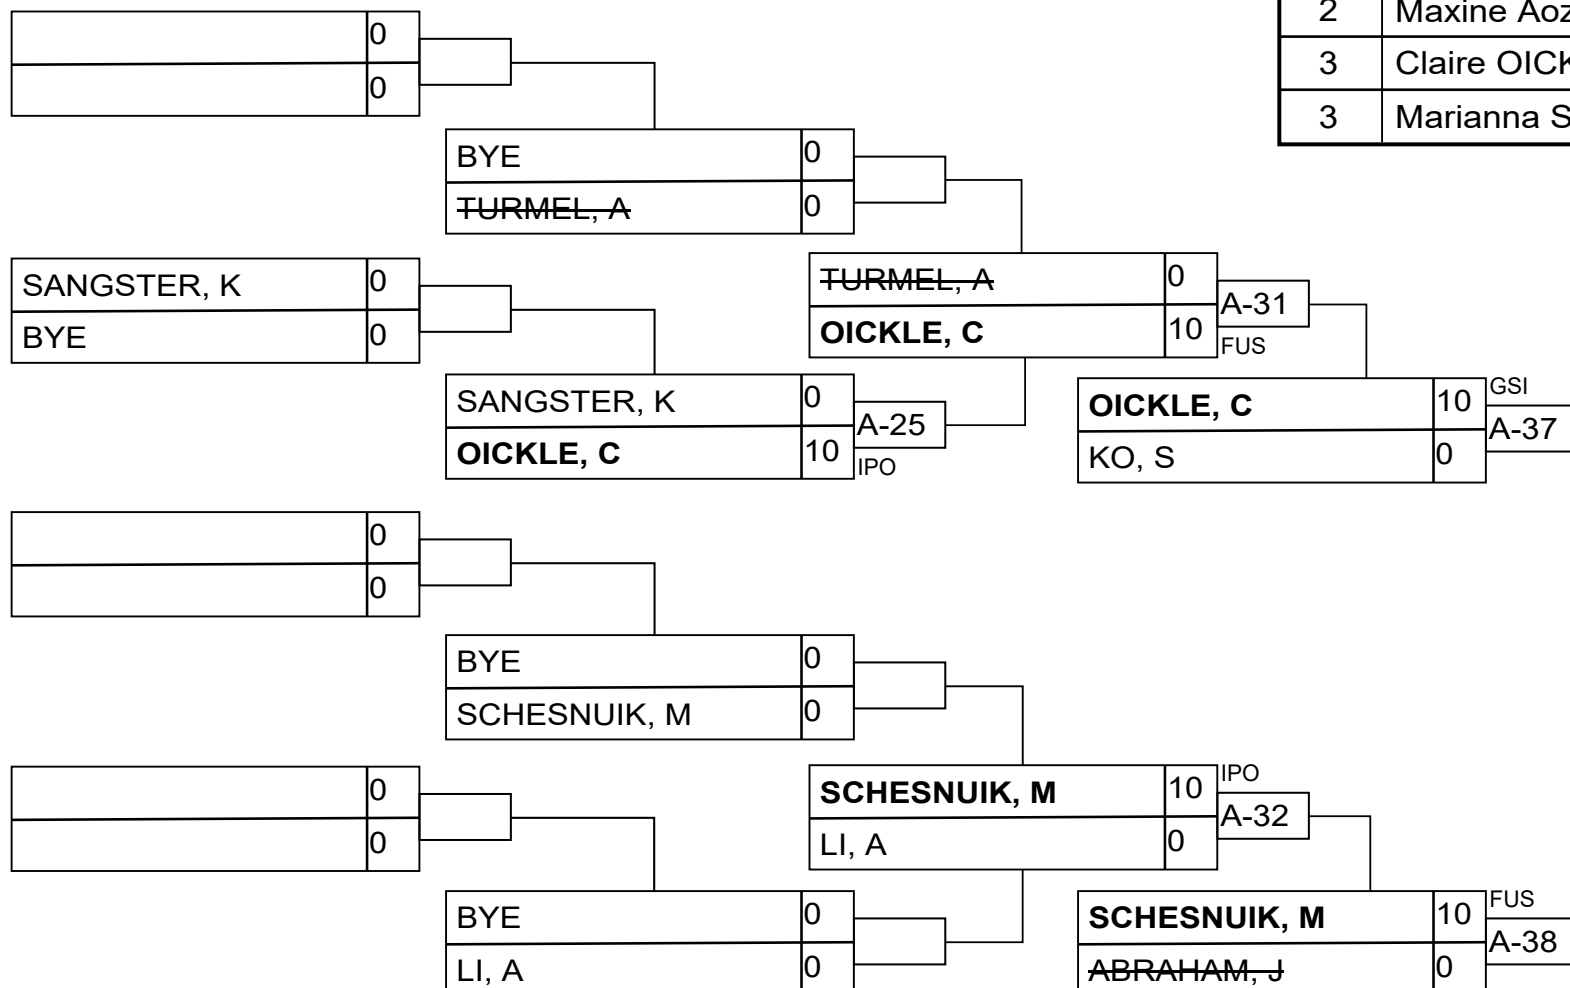 0
0
2 Maxine
3 Claire
3 Marianna
BYE 0
TURMEL, A 0
SANGSTER, K 0
BYE 0
TURMEL, A 0
A-31
OICKLE, C 10
FUS
SANGSTER, K 0
A-25
OICKLE, C 10
IPO
OICKLE, C 10
GSI
A-37
KO, S 0
0
0
BYE 0
SCHESNUIK, M 0
0
0
SCHESNUIK, M 10
IPO
A-32
LI, A 0
BYE 0
LI, A 0
SCHESNUIK, M 10
FUS
A-38
ABRAHAM, J 0